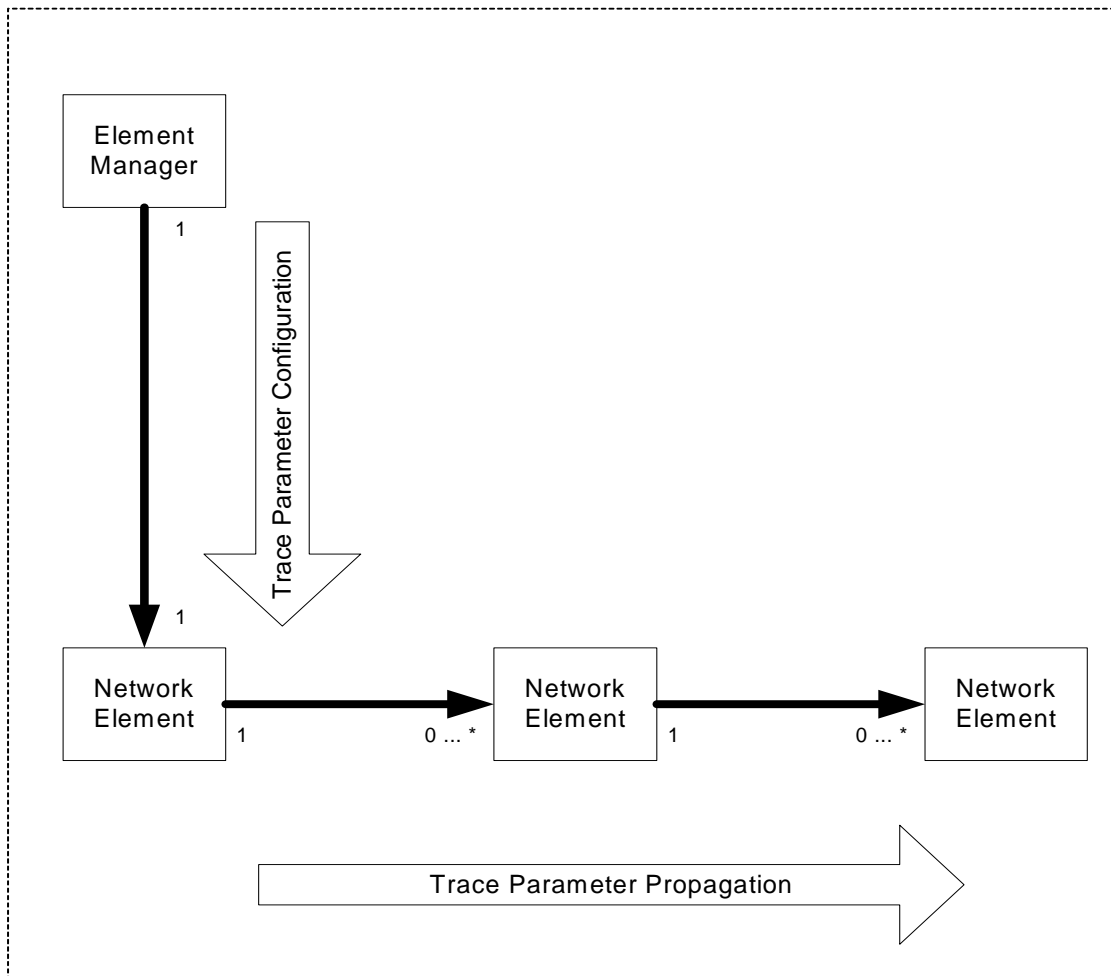 Element
Manager
1
Trace Parameter Configuration
1
Network
Element
Network
Element
Network
Element
1
0 ... *
1
0 ... *
Trace Parameter Propagation